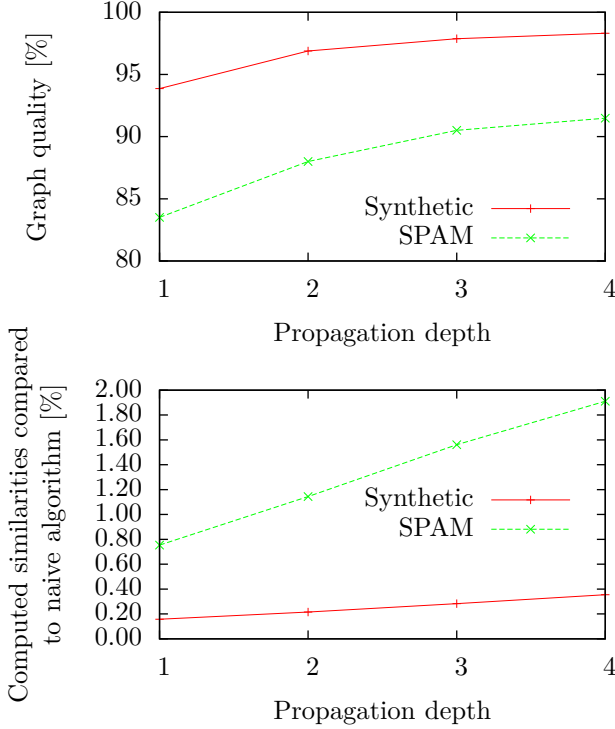 100
95
90
85
80
Graph quality [%]
Synthetic
SPAM
1 2 3 4
Propagation depth
2.00
1.80
1.60
1.40
1.20
1.00
0.80
0.60
0.40
0.20
0.00
Computed similarities compared
to naive algorithm [%]
Synthetic
SPAM
1 2 3 4
Propagation depth